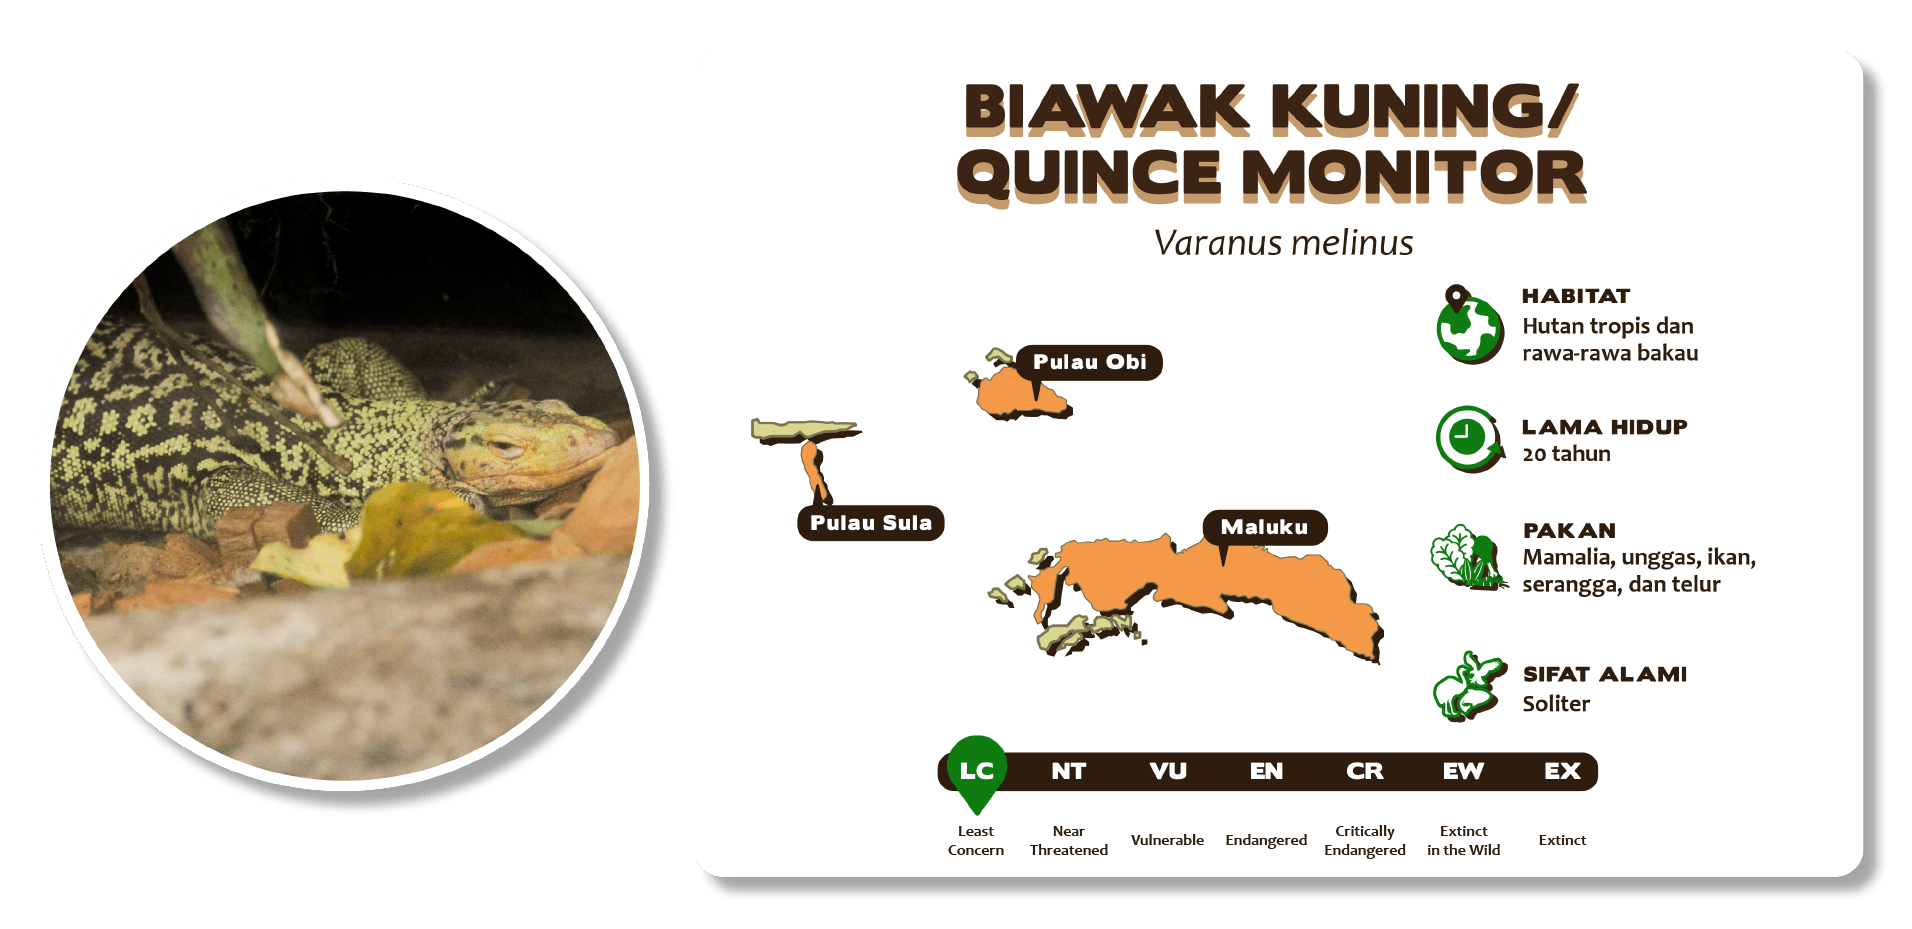 BIAWAK KUNING/
QUINCE MONITOR
Varanus melinus
Pulau Obi
Pulau Sula
Maluku
HABITAT
Hutan tropis dan
rawa-rawa bakau
LAMA HIDUP
20 tahun
PAKAN
Mamalia, unggas, ikan,
serangga, dan telur
SIFAT ALAMI
Soliter
LC NT VU EN CR EW EX
Least Concern
Near Threatened
Vulnerable
Endangered
Critically Endangered
Extinct in the Wild
Extinct